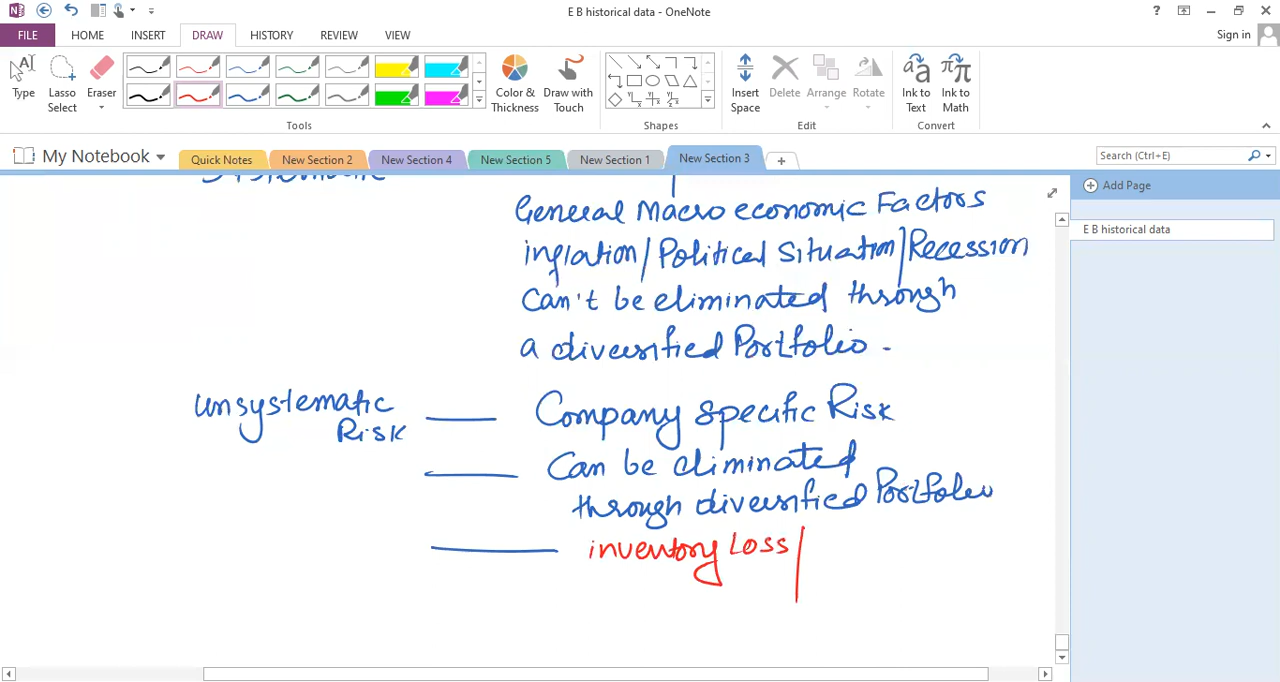 E B historical data - OneNote
Sign in
FILE HOME INSERT DRAW HISTORY REVIEW VIEW
Type
Lasso Select
Eraser
Color & Thickness
Draw with Touch
Insert Space
Delete
Arrange
Rotate
Ink to Text
Ink to Math
Tools
Shapes
Edit
Convert
My Notebook
Quick Notes
New Section 2
New Section 4
New Section 5
New Section 1
New Section 3
Search (Ctrl+E)
Add Page
E B historical data
General Macro economic Factors
inflation/Political Situation/Recession
Can't be eliminated through
a diversified Portfolio.
unsystematic Risk
Company specific Risk
Can be eliminated
through diversified Portfolio
inventory Loss/